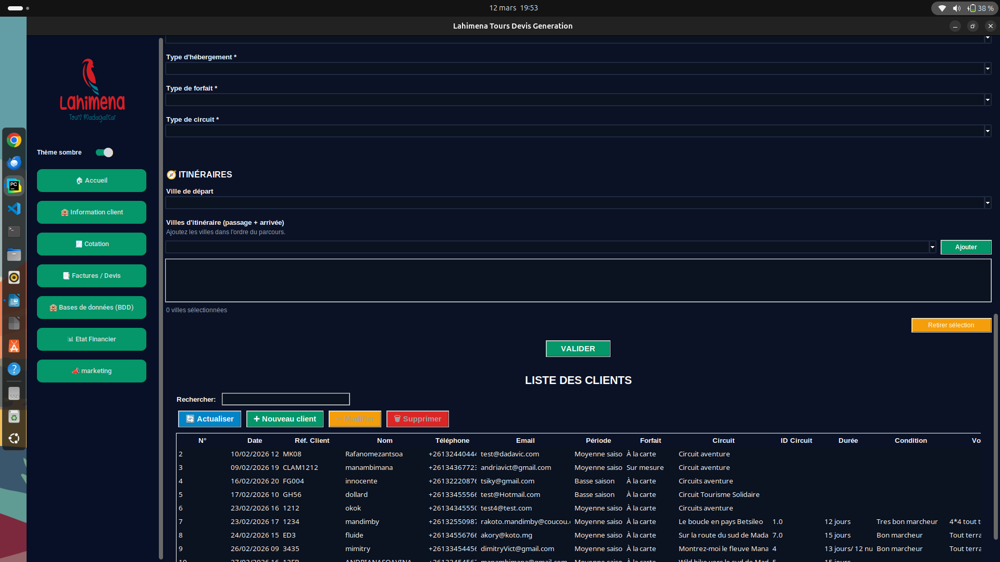 12 mars 19:53
38 %
Lahimena Tours Devis Generation
Lahimena
Tours Madagascar
Thème sombre
Accueil
Information client
Cotation
Factures / Devis
Bases de données (BDD)
Etat Financier
marketing
Type d'hébergement *
Type de forfait *
Type de circuit *
ITINÉRAIRES
Ville de départ
Villes d'itinéraire (passage + arrivée)
Ajoutez les villes dans l'ordre du parcours.
Ajouter
0 villes sélectionnées
Retirer sélection
VALIDER
LISTE DES CLIENTS
Rechercher:
Actualiser + Nouveau client Modifier Supprimer
N° Date Réf. Client Nom Téléphone Email Période Forfait Circuit ID Circuit Durée Condition Vo
2 10/02/2026 12 MK08 Rafanomezantsoa +26132440444 test@dadavic.com Moyenne saiso À la carte Circuit aventure
3 09/02/2026 19 CLAM1212 manambimana +26134367723 andriavict@gmail.com Moyenne saiso Sur mesure Circuit aventure
4 16/02/2026 20 FG004 innocente +26132220876 tsiky@gmail.com Basse saison À la carte Circuits aventure
5 17/02/2026 10 GH56 dollard +26133455566 test@Hotmail.com Basse saison À la carte Circuit Tourisme Solidaire
6 23/02/2026 16 1212 okok +26134345550 test4@test.com Moyenne saiso À la carte Circuits aventure
7 23/02/2026 17 1234 mandimby +26132550987 rakoto.mandimby@coucou. Moyenne saiso À la carte Le boucle en pays Betsileo 1.0 12 jours Tres bon marcheur 4*4 tout t
8 24/02/2026 15 ED3 fluide +26134556766 akory@koto.mg Moyenne saiso À la carte Sur la route du sud de Mada 7.0 15 jours Bon marcheur Tout terra
9 26/02/2026 09 3435 mimitry +26133454456 dimitryVict@gmail.com Moyenne saiso À la carte Montrez-moi le fleuve Mana 4 13 jours/ 12 nu Bon marcheur Tout terra
10 27/02/2026 16 12FR ANDRIANASOAVINA +26133454567 manambimana@gmail.com Moyenne saiso À la carte Wild bike vers le sud de Mad 5 15 jours